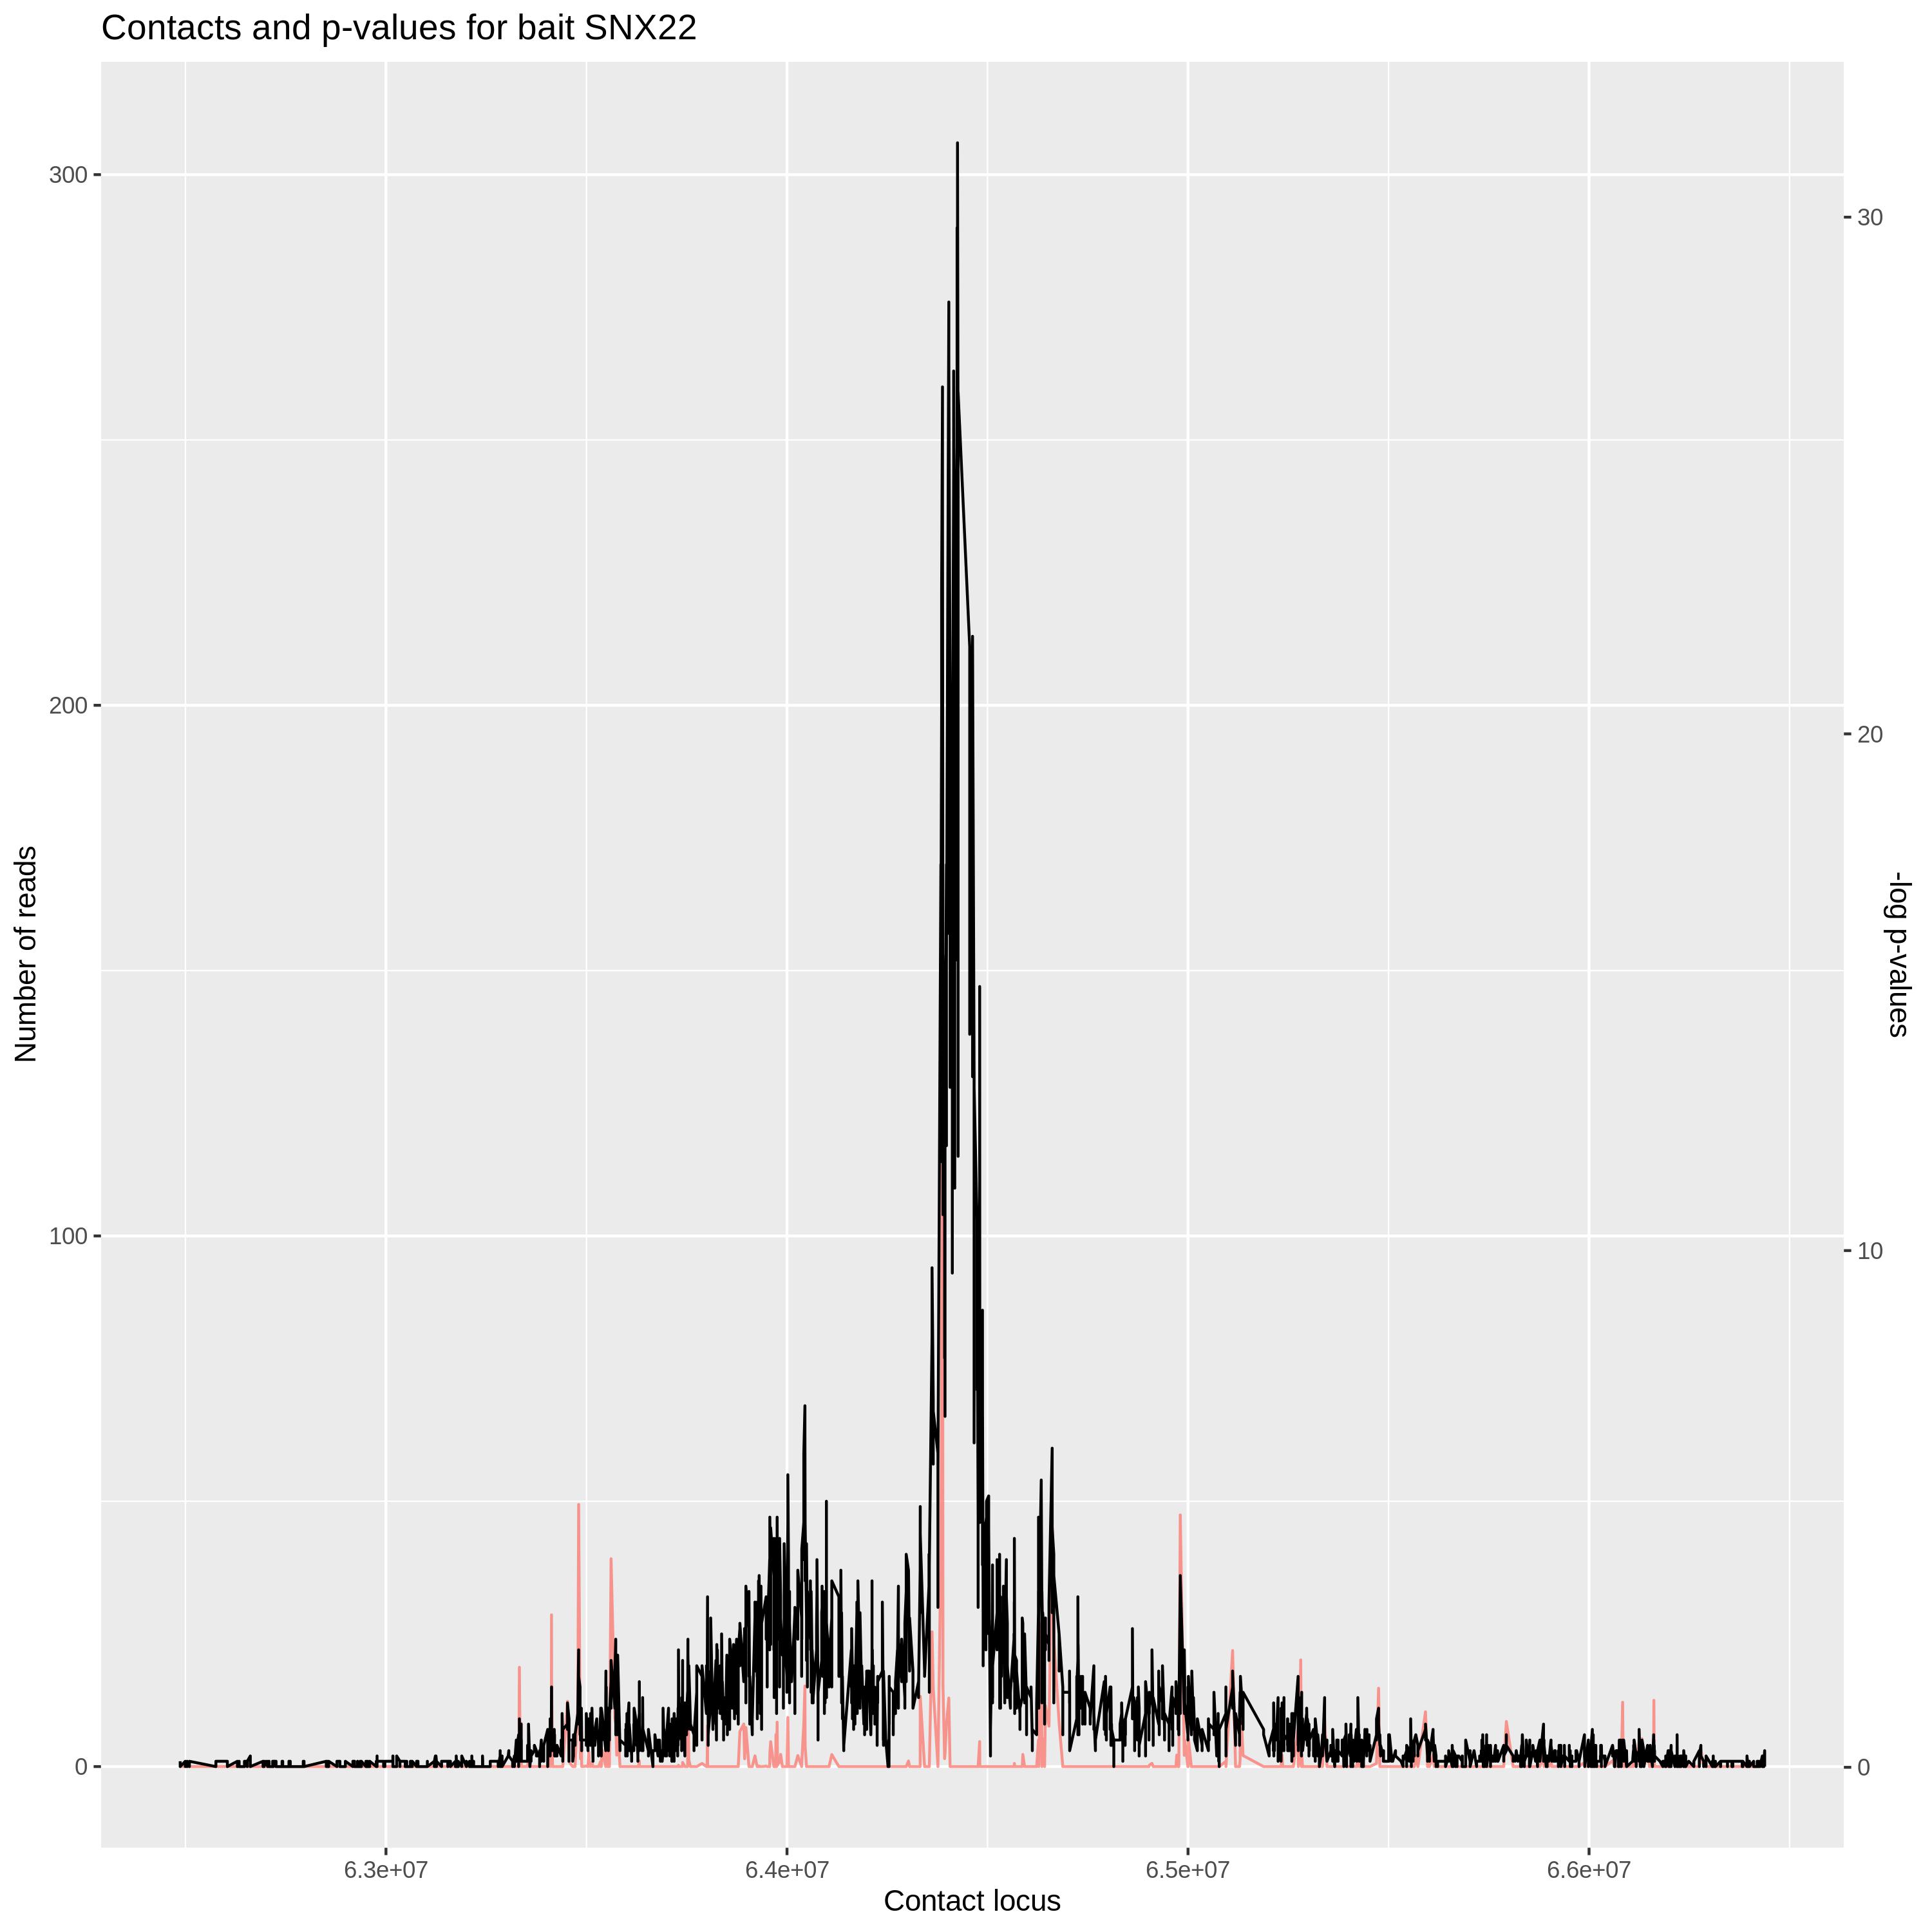 Contacts and p-values for bait SNX22
300
200
100
0
30
20
10
0
Number of reads
-log p-values
6.3e+07
6.4e+07
6.5e+07
6.6e+07
Contact locus